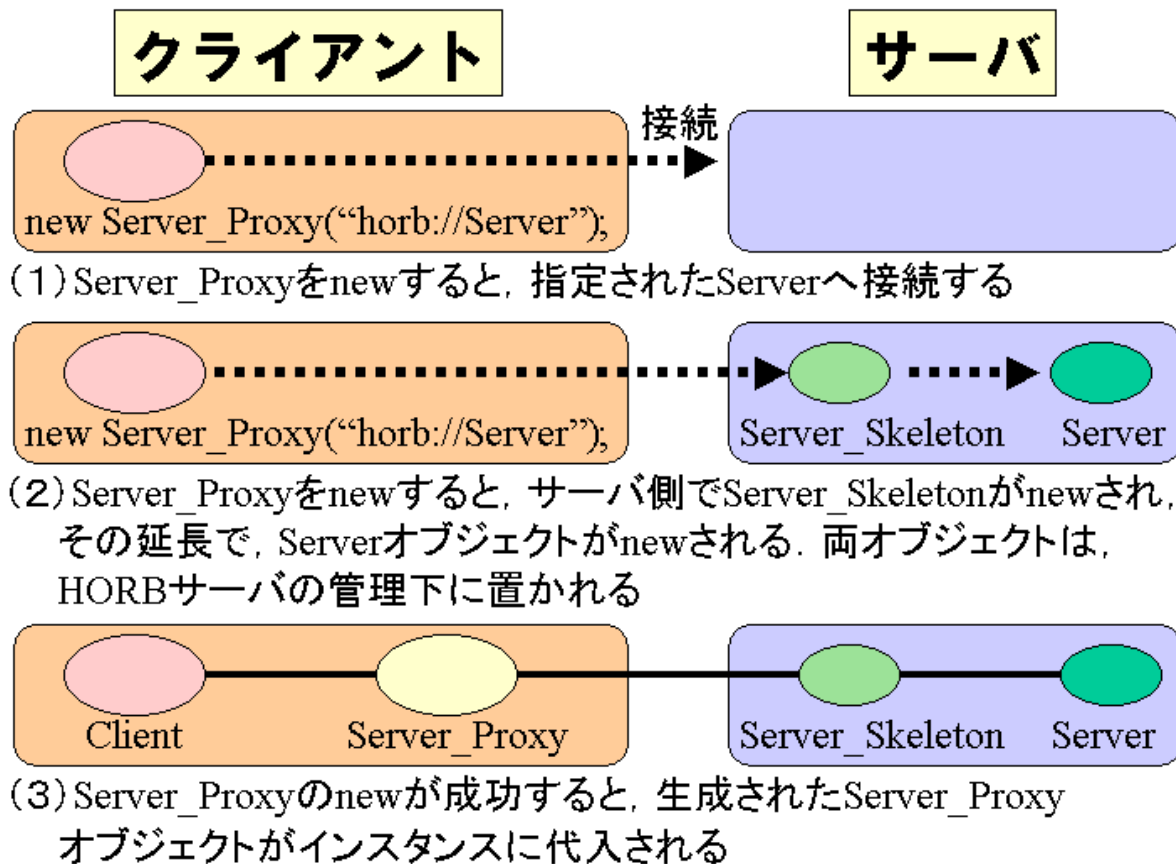 クライアント
サーバ
接続
new Server_Proxy(“horb://Server”);
(1)Server_Proxyをnewすると, 指定されたServerへ接続する
new Server_Proxy(“horb://Server”);
Server_Skeleton
Server
(2)Server_Proxyをnewすると, サーバ側でServer_Skeletonがnewされ,
その延長で, Serverオブジェクトがnewされる. 両オブジェクトは,
HORBサーバの管理下に置かれる
Client
Server_Proxy
Server_Skeleton
Server
(3)Server_Proxyのnewが成功すると, 生成されたServer_Proxy
オブジェクトがインスタンスに代入される